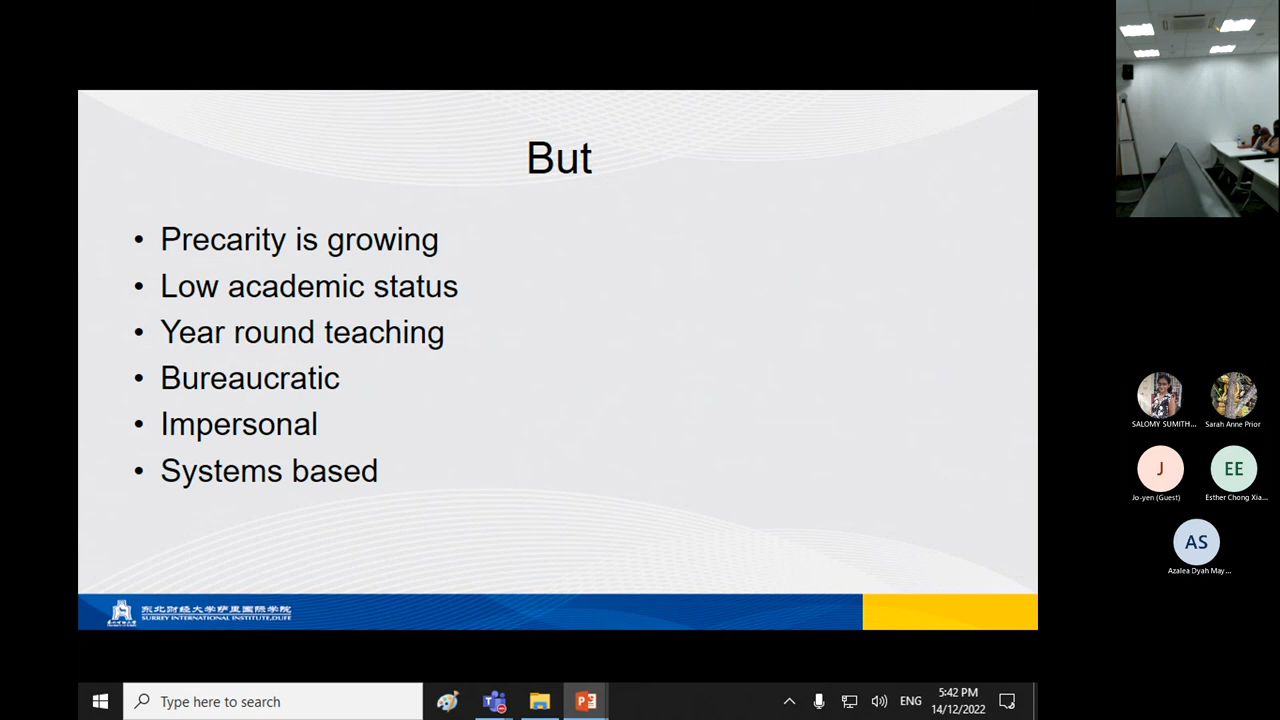 But
• Precarity is growing
• Low academic status
• Year round teaching
• Bureaucratic
• Impersonal
• Systems based
东北财经大学萨里国际学院
SURREY INTERNATIONAL INSTITUTE,DUFE
SALOMY SUMITH...
Sarah Anne Prior
J
EE
Jo-yen (Guest)
Esther Chong Xia...
AS
Azalea Dyah May...
Type here to search
ENG
5:42 PM
14/12/2022